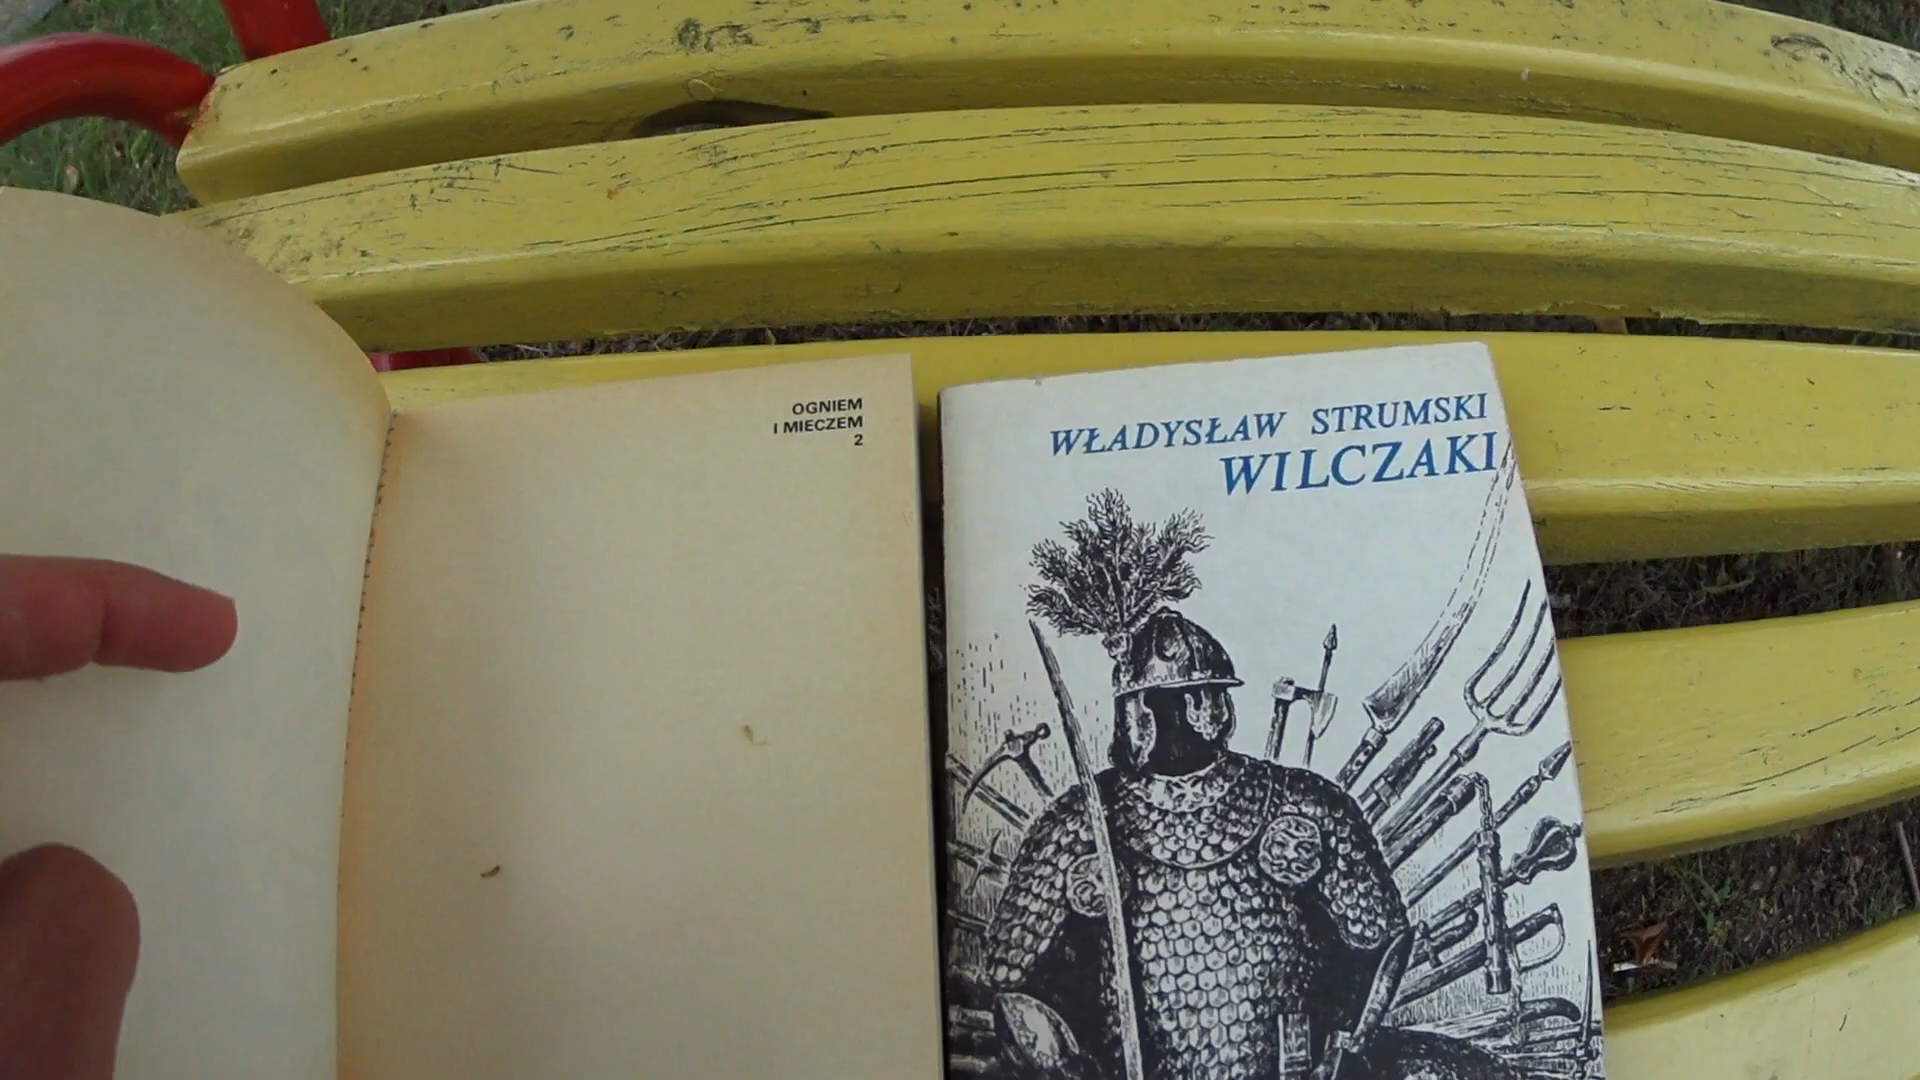 OGNIEM
I MIECZEM
2
WŁADYSŁAW STRUMSKI
WILCZAKI